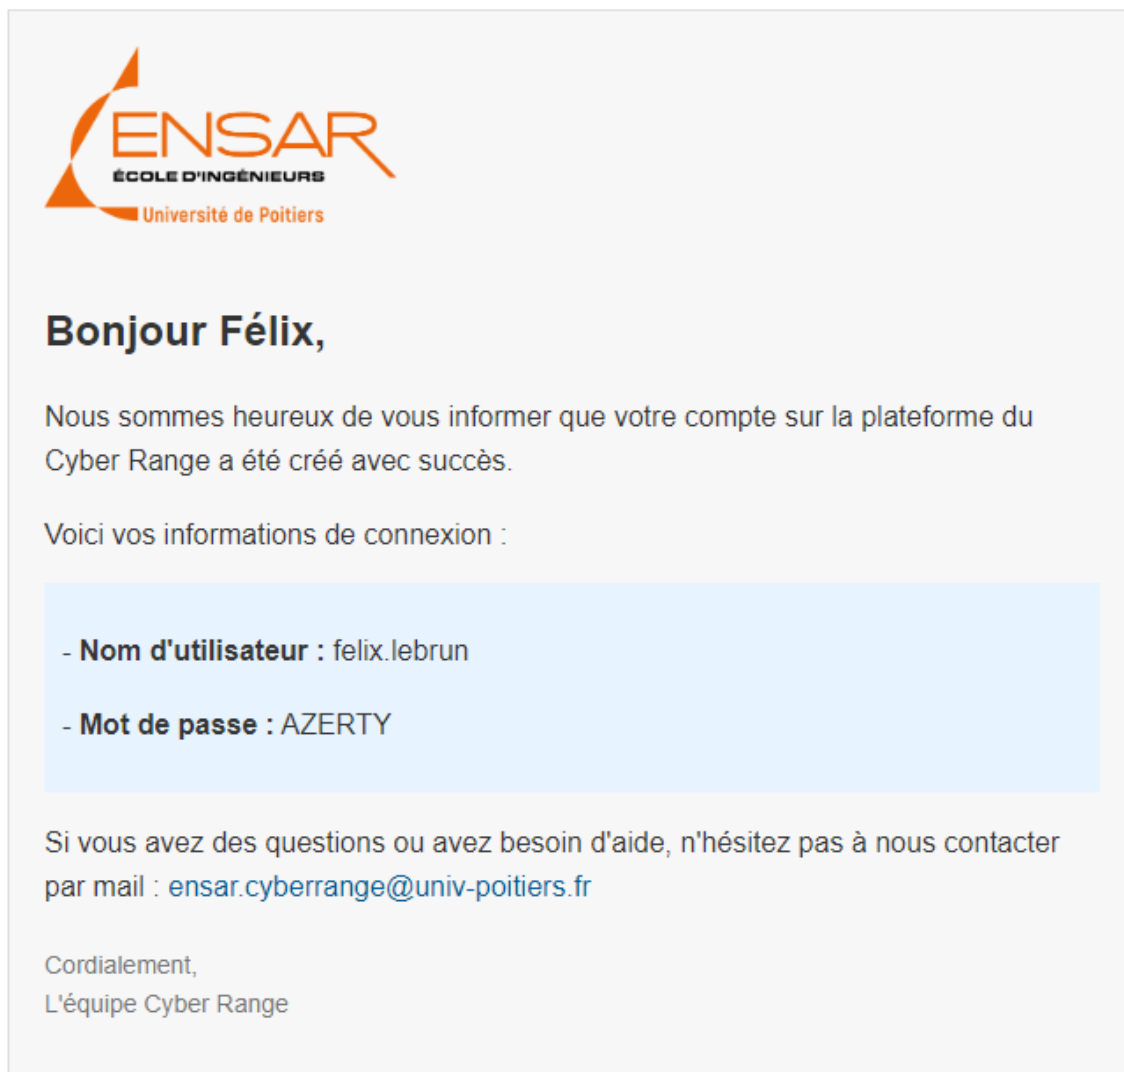 ENSAR
ÉCOLE D'INGÉNIEURS
Université de Poitiers
Bonjour Félix,
Nous sommes heureux de vous informer que votre compte sur la plateforme du
Cyber Range a été créé avec succès.
Voici vos informations de connexion :
- Nom d'utilisateur : felix.lebrun
- Mot de passe : AZERTY
Si vous avez des questions ou avez besoin d'aide, n'hésitez pas à nous contacter
par mail : ensar.cyberrange@univ-poitiers.fr
Cordialement,
L'équipe Cyber Range